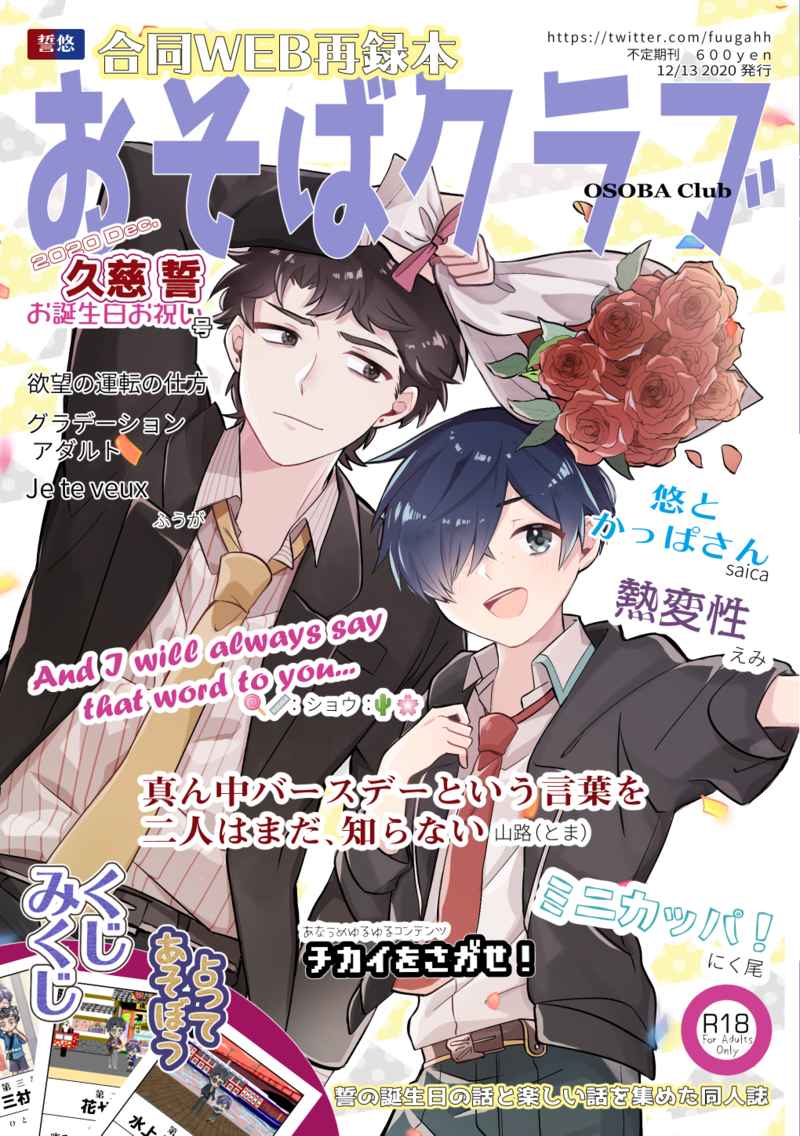 誓悠
合同WEB再録本
https://twitter.com/fuugahh
不定期刊 600yen
12/13 2020 発行
おそばクラブ
OSOBA Club
2020 Dec.
久慈 誓
お誕生日お祝い号
欲望の運転の仕方
グラデーション
アダルト
Je te veux
ふうが
悠と
かっぱさん
saica
熱変性
えみ
And I will always say
that word to you...
🍭📏：ショウ：🌵🌸
真ん中バースデーという言葉を
二人はまだ、知らない 山路（とま）
くじ
みくじ
とって
あそぼう
あなうめゆるゆるコンテンツ
チカイをさがせ！
ミニカッパ！
にく尾
R18
For Adults
Only
誓の誕生日の話と楽しい話を集めた同人誌
三社
ひと
水上